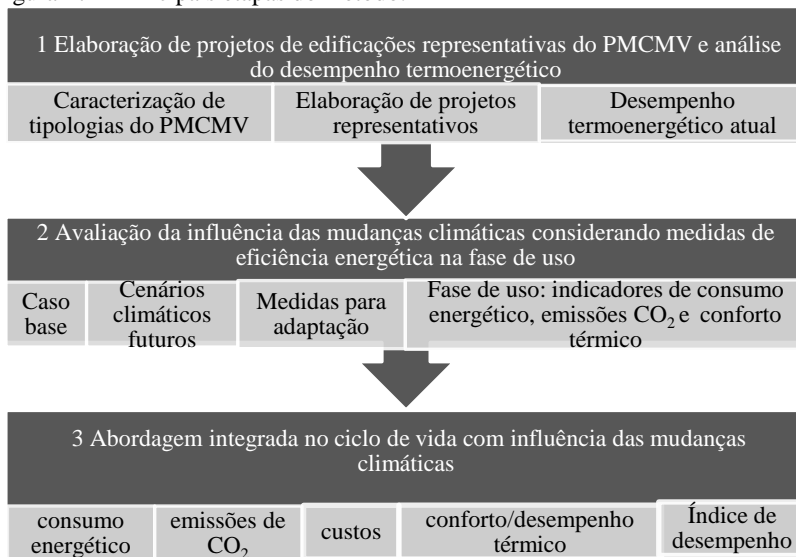 1 Elaboração de projetos de edificações representativas do PMCMV e análise
do desempenho termoenergético
Caracterização de
tipologias do PMCMV
Elaboração de projetos
representativos
Desempenho
termoenergético atual
2 Avaliação da influência das mudanças climáticas considerando medidas de
eficiência energética na fase de uso
Caso
base
Cenários
climáticos
futuros
Medidas para
adaptação
Fase de uso: indicadores de consumo
energético, emissões CO₂ e conforto
térmico
3 Abordagem integrada no ciclo de vida com influência das mudanças
climáticas
consumo
energético
emissões de
CO₂
custos
conforto/desempenho
térmico
Índice de
desempenho